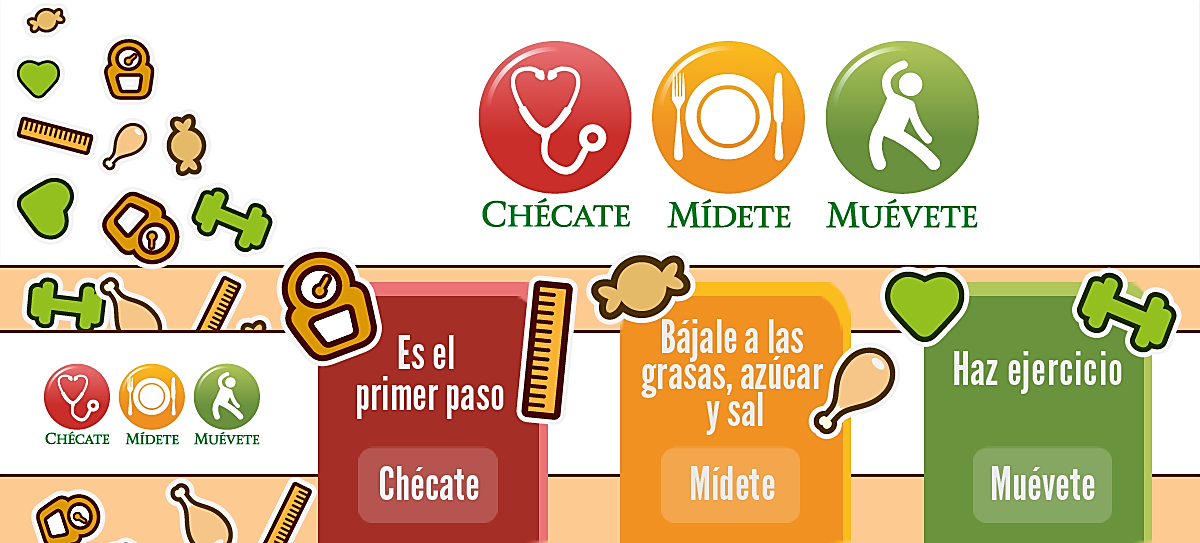 CHÉCATE MÍDETE MUÉVETE
Es el
primer paso
Bájale a las
grasas, azúcar
y sal
Haz ejercicio
CHÉCATE MÍDETE MUÉVETE
Chécate
Mídete
Muévete